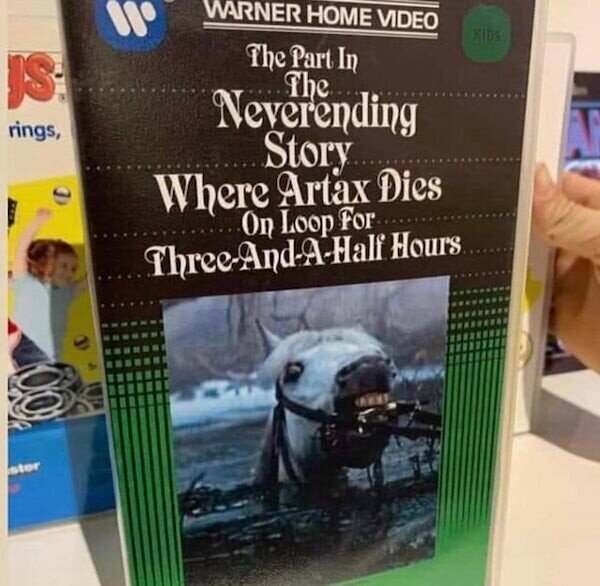 WARNER HOME VIDEO
KIDS
The Part In
The
Neverending
Story
Where Artax Dies
On Loop For
Three-And-A-Half Hours
gs
rings,
ster